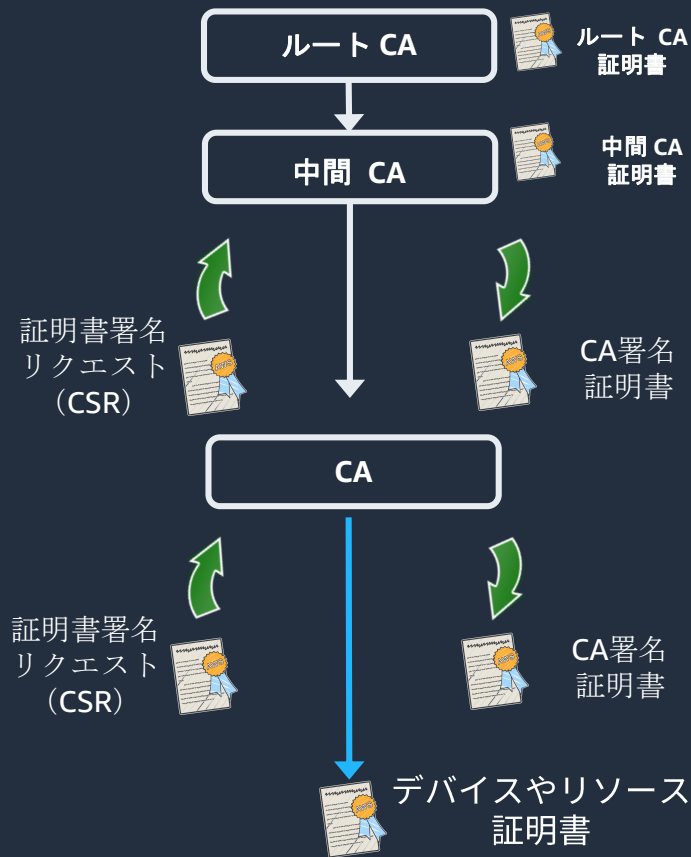 ルート CA
ルート CA
証明書
中間 CA
中間 CA
証明書
証明書署名
リクエスト
（CSR）
CA署名
証明書
CA
証明書署名
リクエスト
（CSR）
CA署名
証明書
デバイスやリソース
証明書